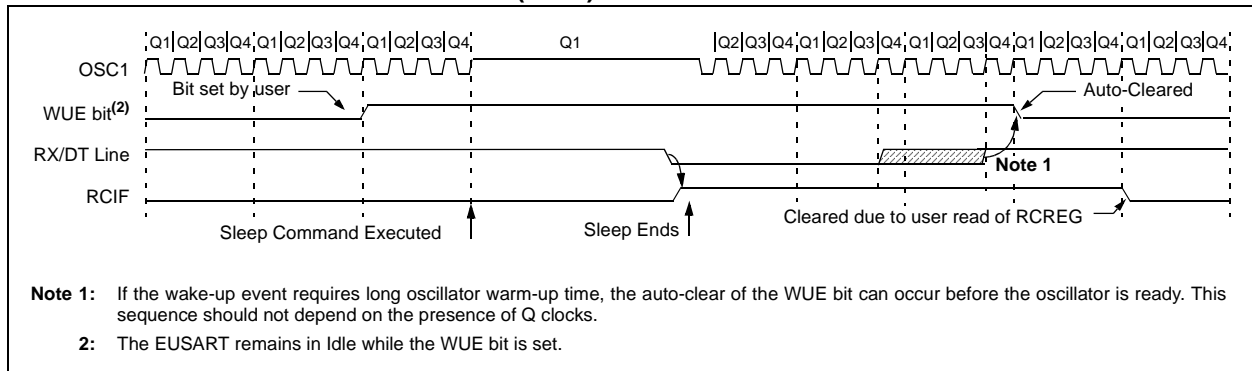 Q1 Q2 Q3 Q4 Q1 Q2 Q3 Q4 Q1 Q2 Q3 Q4 Q1 Q2 Q3 Q4 Q1 Q2 Q3 Q4 Q1 Q2 Q3 Q4 Q1 Q2 Q3 Q4 Q1 Q2 Q3 Q4
OSC1
Bit set by user
Auto-Cleared
WUE bit(2)
RX/DT Line
Note 1
RCIF
Cleared due to user read of RCREG
Sleep Command Executed
Sleep Ends
Note 1: If the wake-up event requires long oscillator warm-up time, the auto-clear of the WUE bit can occur before the oscillator is ready. This
sequence should not depend on the presence of Q clocks.
2: The EUSART remains in Idle while the WUE bit is set.